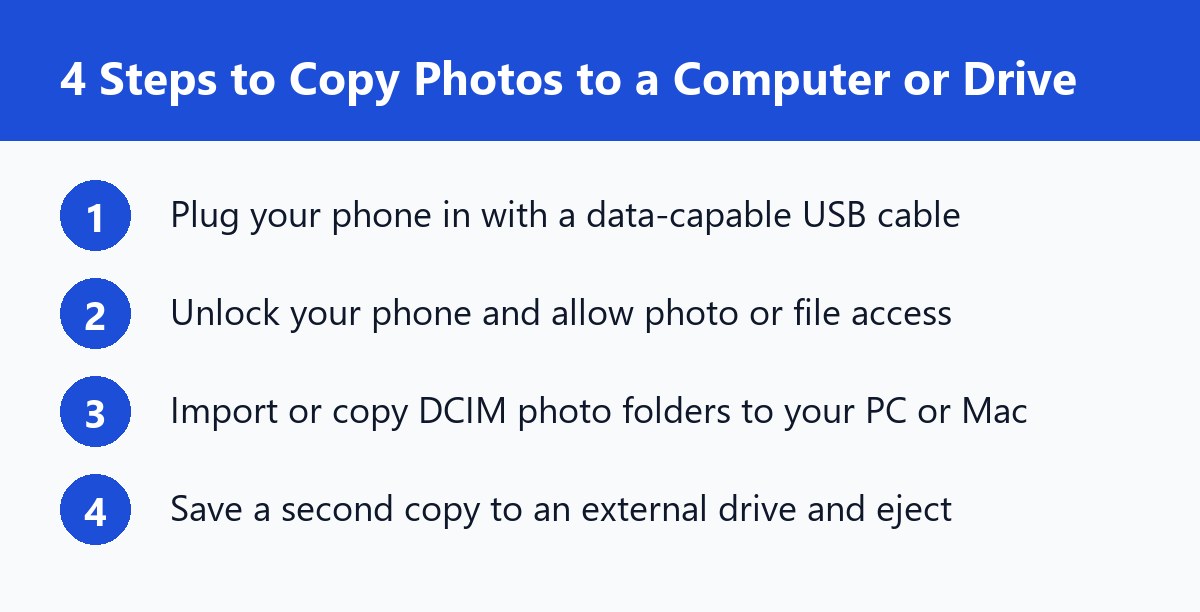 4 Steps to Copy Photos to a Computer or Drive
1 Plug your phone in with a data-capable USB cable
2 Unlock your phone and allow photo or file access
3 Import or copy DCIM photo folders to your PC or Mac
4 Save a second copy to an external drive and eject